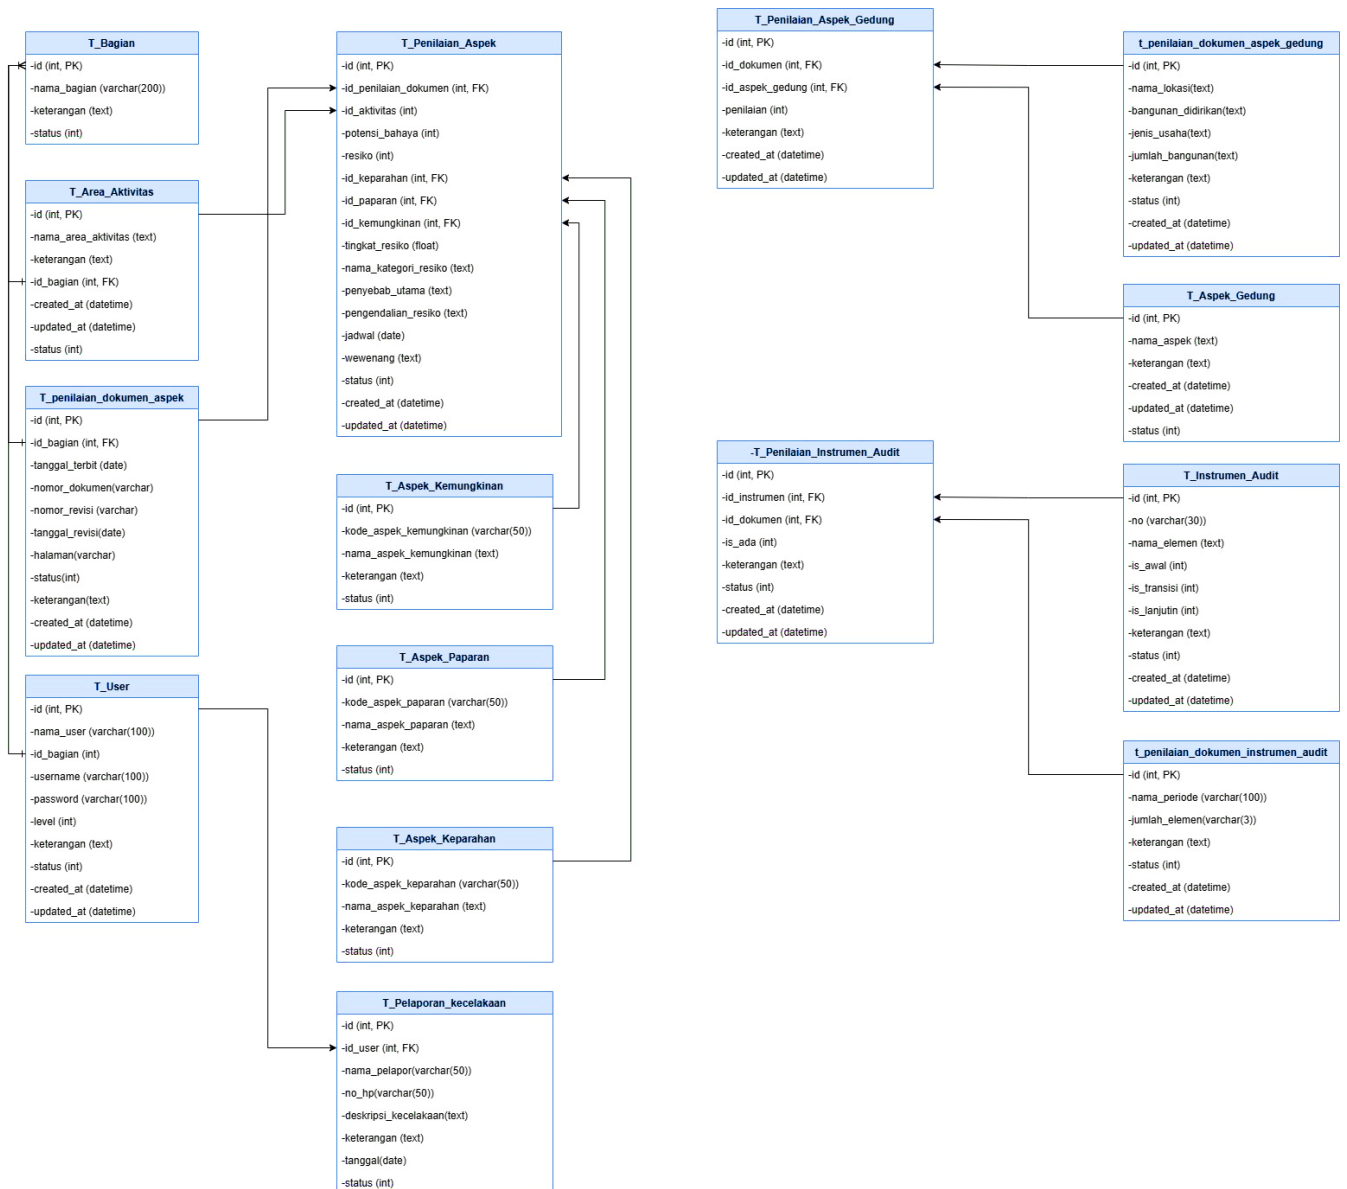 T_Bagian
-id (int, PK)
-nama_bagian (varchar(200))
-keterangan (text)
-status (int)
T_Area_Aktivitas
-id (int, PK)
-nama_area_aktivitas (text)
-keterangan (text)
-id_bagian (int, FK)
-created_at (datetime)
-updated_at (datetime)
-status (int)
T_penilaian_dokumen_aspek
-id (int, PK)
-id_bagian (int, FK)
-tanggal_terbit (date)
-nomor_dokumen(varchar)
-nomor_revisi (varchar)
-tanggal_revisi(date)
-halaman(varchar)
-status(int)
-keterangan(text)
-created_at (datetime)
-updated_at (datetime)
T_User
-id (int, PK)
-nama_user (varchar(100))
-id_bagian (int)
-username (varchar(100))
-password (varchar(100))
-level (int)
-keterangan (text)
-status (int)
-created_at (datetime)
-updated_at (datetime)
T_Penilaian_Aspek
-id (int, PK)
-id_penilaian_dokumen (int, FK)
-id_aktivitas (int)
-potensi_bahaya (int)
-resiko (int)
-id_keparahan (int, FK)
-id_paparan (int, FK)
-id_kemungkinan (int, FK)
-tingkat_resiko (float)
-nama_kategori_resiko (text)
-penyebab_utama (text)
-pengendalian_resiko (text)
-jadwal (date)
-wewenang (text)
-status (int)
-created_at (datetime)
-updated_at (datetime)
T_Aspek_Kemungkinan
-id (int, PK)
-kode_aspek_kemungkinan (varchar(50))
-nama_aspek_kemungkinan (text)
-keterangan (text)
-status (int)
T_Aspek_Paparan
-id (int, PK)
-kode_aspek_paparan (varchar(50))
-nama_aspek_paparan (text)
-keterangan (text)
-status (int)
T_Aspek_Keparahan
-id (int, PK)
-kode_aspek_keparahan (varchar(50))
-nama_aspek_keparahan (text)
-keterangan (text)
-status (int)
T_Pelaporan_kecelakaan
-id (int, PK)
-id_user (int, FK)
-nama_pelapor(varchar(50))
-no_hp(varchar(50))
-deskripsi_kecelakaan(text)
-keterangan (text)
-tanggal(date)
-status (int)
T_Penilaian_Aspek_Gedung
-id (int, PK)
-id_dokumen (int, FK)
-id_aspek_gedung (int, FK)
-penilaian (int)
-keterangan (text)
-created_at (datetime)
-updated_at (datetime)
-T_Penilaian_Instrumen_Audit
-id (int, PK)
-id_instrumen (int, FK)
-id_dokumen (int, FK)
-is_ada (int)
-keterangan (text)
-status (int)
-created_at (datetime)
-updated_at (datetime)
t_penilaian_dokumen_aspek_gedung
-id (int, PK)
-nama_lokasi(text)
-bangunan_didirikan(text)
-jenis_usaha(text)
-jumlah_bangunan(text)
-keterangan (text)
-status (int)
-created_at (datetime)
-updated_at (datetime)
T_Aspek_Gedung
-id (int, PK)
-nama_aspek (text)
-keterangan (text)
-created_at (datetime)
-updated_at (datetime)
-status (int)
T_Instrumen_Audit
-id (int, PK)
-no (varchar(30))
-nama_elemen (text)
-is_awal (int)
-is_transisi (int)
-is_lanjutin (int)
-keterangan (text)
-status (int)
-created_at (datetime)
-updated_at (datetime)
t_penilaian_dokumen_instrumen_audit
-id (int, PK)
-nama_periode (varchar(100))
-jumlah_elemen(varchar(3))
-keterangan (text)
-status (int)
-created_at (datetime)
-updated_at (datetime)